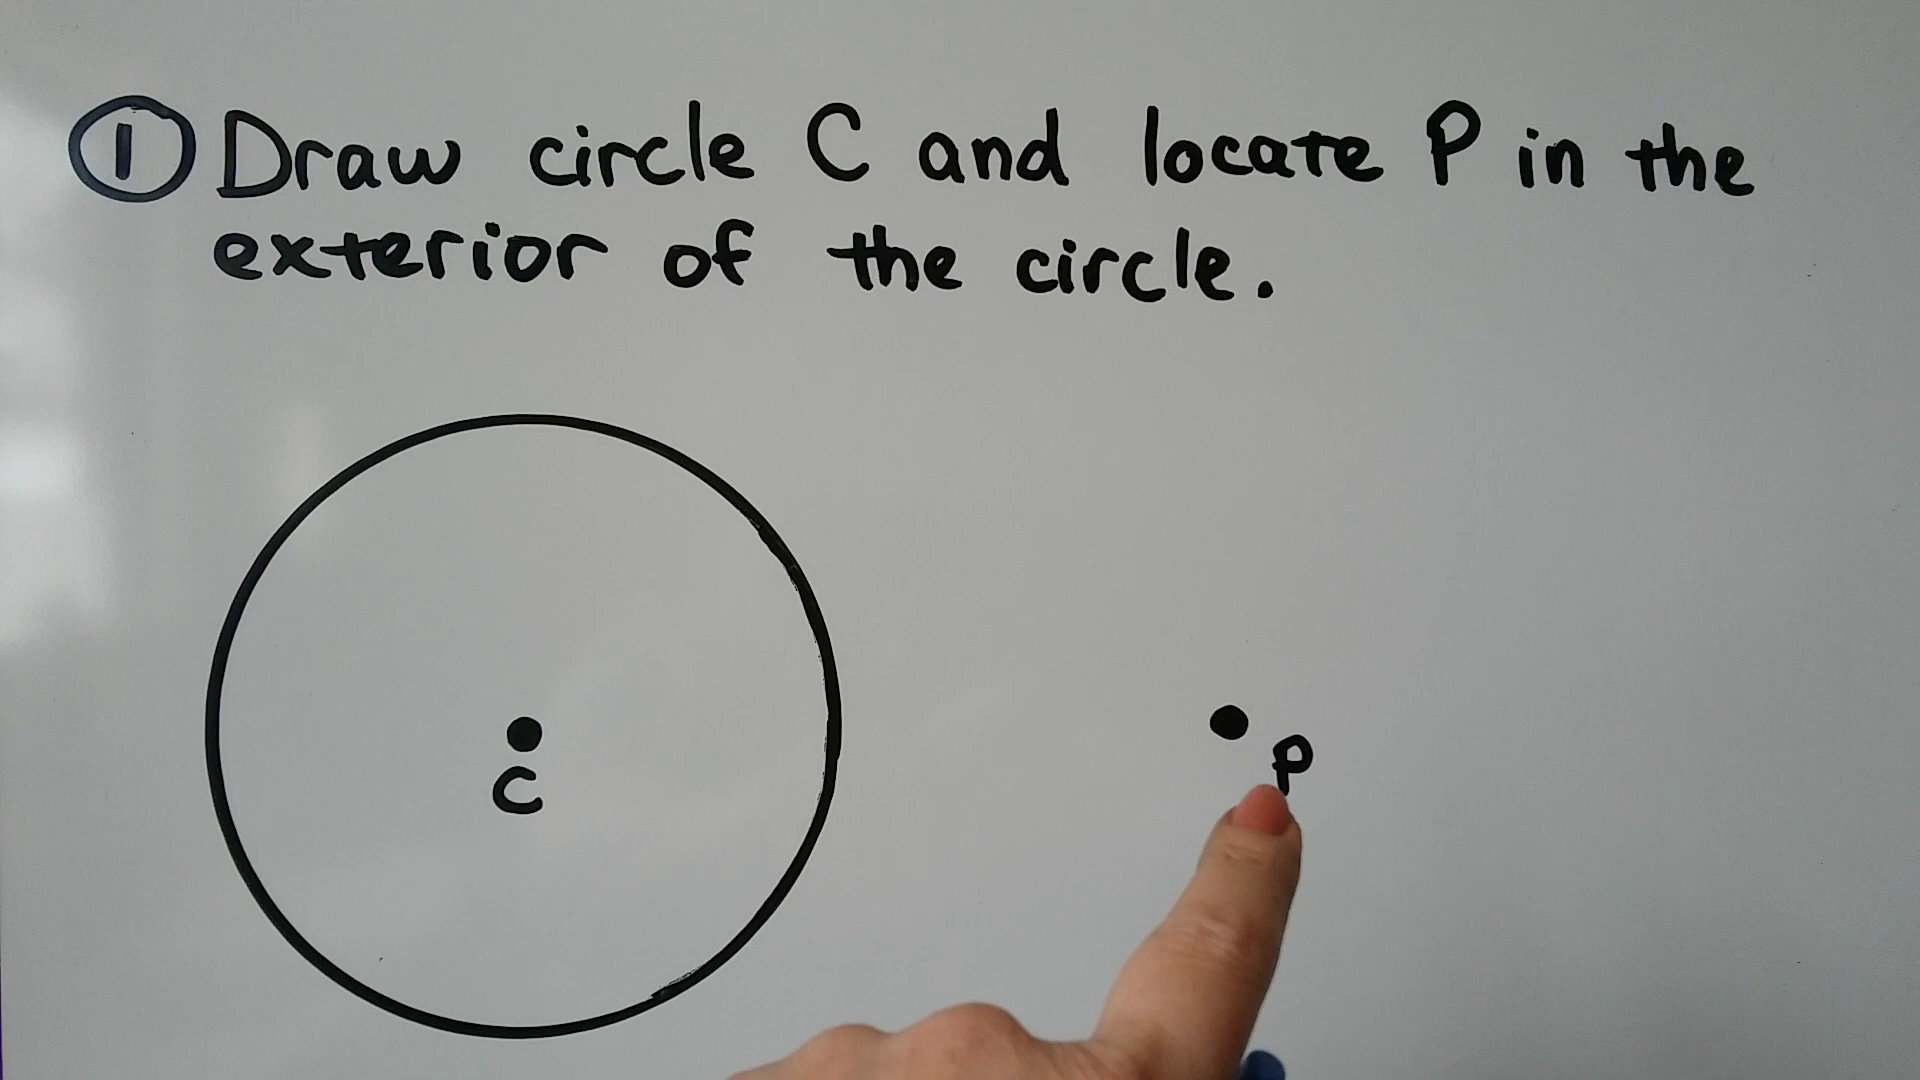 ① Draw circle C and locate P in the
exterior of the circle.
C
P